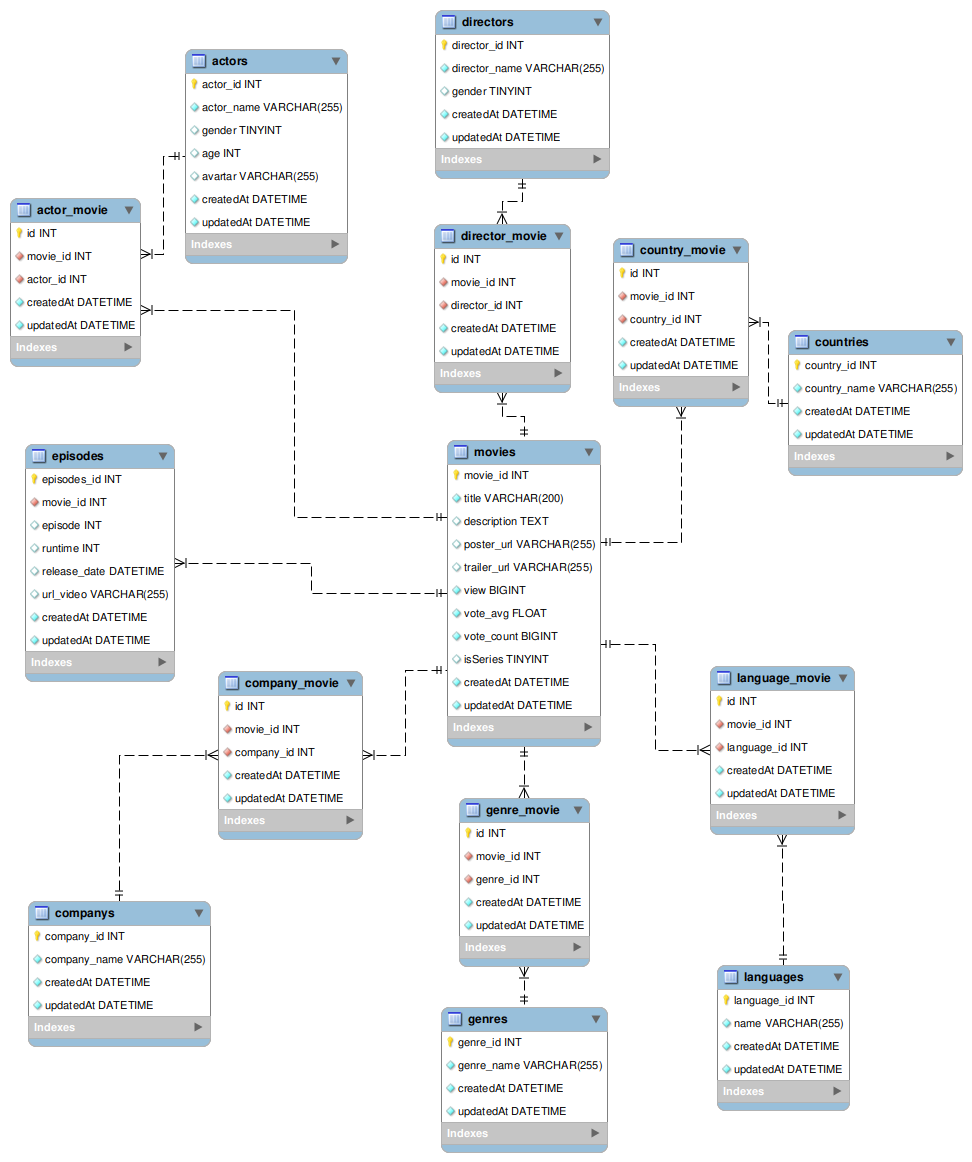 directors
director_id INT
director_name VARCHAR(255)
gender TINYINT
createdAt DATETIME
updatedAt DATETIME
Indexes
actors
actor_id INT
actor_name VARCHAR(255)
gender TINYINT
age INT
avartar VARCHAR(255)
createdAt DATETIME
updatedAt DATETIME
Indexes
actor_movie
id INT
movie_id INT
actor_id INT
createdAt DATETIME
updatedAt DATETIME
Indexes
director_movie
id INT
movie_id INT
director_id INT
createdAt DATETIME
updatedAt DATETIME
Indexes
country_movie
id INT
movie_id INT
country_id INT
createdAt DATETIME
updatedAt DATETIME
Indexes
countries
country_id INT
country_name VARCHAR(255)
createdAt DATETIME
updatedAt DATETIME
Indexes
episodes
episodes_id INT
movie_id INT
episode INT
runtime INT
release_date DATETIME
url_video VARCHAR(255)
createdAt DATETIME
updatedAt DATETIME
Indexes
movies
movie_id INT
title VARCHAR(200)
description TEXT
poster_url VARCHAR(255)
trailer_url VARCHAR(255)
view BIGINT
vote_avg FLOAT
vote_count BIGINT
isSeries TINYINT
createdAt DATETIME
updatedAt DATETIME
Indexes
company_movie
id INT
movie_id INT
company_id INT
createdAt DATETIME
updatedAt DATETIME
Indexes
language_movie
id INT
movie_id INT
language_id INT
createdAt DATETIME
updatedAt DATETIME
Indexes
genre_movie
id INT
movie_id INT
genre_id INT
createdAt DATETIME
updatedAt DATETIME
Indexes
companys
company_id INT
company_name VARCHAR(255)
createdAt DATETIME
updatedAt DATETIME
Indexes
genres
genre_id INT
genre_name VARCHAR(255)
createdAt DATETIME
updatedAt DATETIME
Indexes
languages
language_id INT
name VARCHAR(255)
createdAt DATETIME
updatedAt DATETIME
Indexes